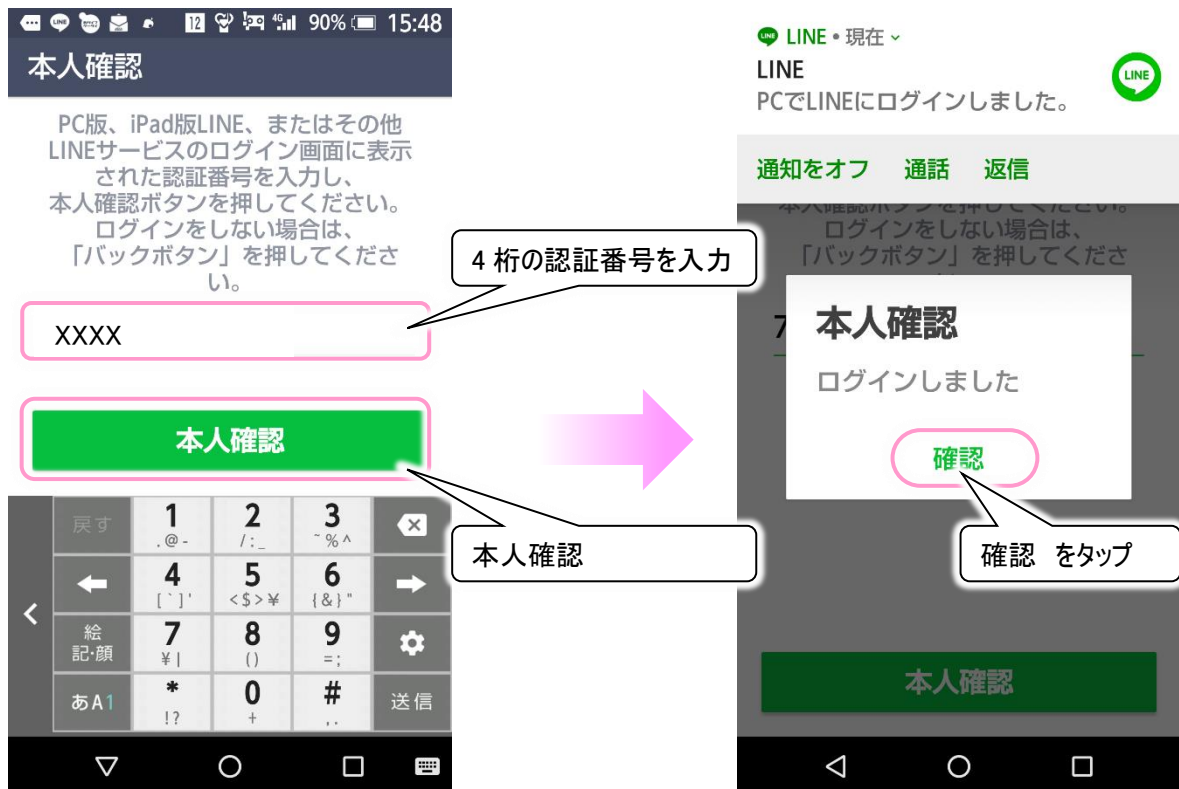 12 4G 90% 15:48
本人確認
PC版、iPad版LINE、またはその他
LINEサービスのログイン画面に表示
された認証番号を入力し、
本人確認ボタンを押してください。
ログインをしない場合は、
「バックボタン」を押してくださ
い。
XXXX
本人確認
4 桁の認証番号を入力
本人確認
戻す
1
.@-
2
/:_
3
~%^
4
[`]'
5
<$>¥
6
{&}"
絵
記・顔
7
¥|
8
()
9
=;
あA1
*
!?
0
+
#
,.
送信
LINE • 現在
LINE
PCでLINEにログインしました。
LINE
通知をオフ 通話 返信
本人確認ボタンを押してください。
ログインをしない場合は、
「バックボタン」を押してくださ
7
本人確認
ログインしました
確認
確認 をタップ
本人確認